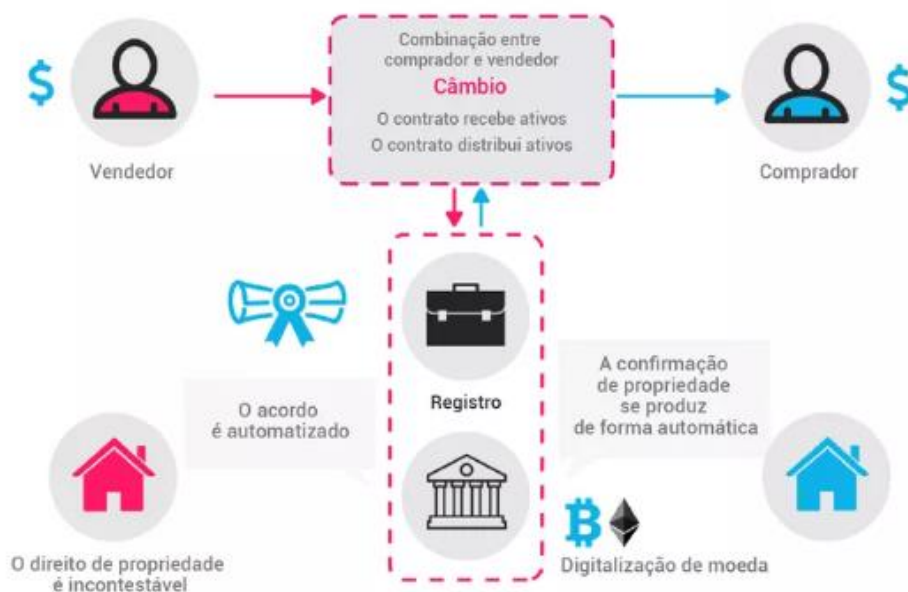 Combinação entre
comprador e vendedor
Câmbio
O contrato recebe ativos
O contrato distribui ativos
$
Vendedor
$
Comprador
O acordo
é automatizado
Registro
A confirmação
de propriedade
se produz
de forma automática
O direito de propriedade
é incontestável
Digitalização de moeda